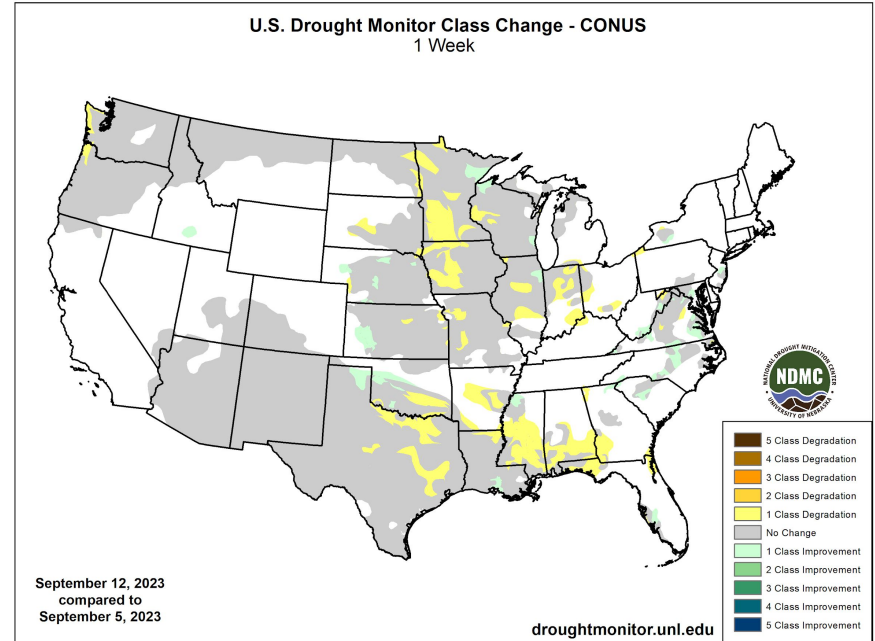 U.S. Drought Monitor Class Change - CONUS
1 Week
NATIONAL DROUGHT MITIGATION CENTER
NDMC
UNIVERSITY OF NEBRASKA
5 Class Degradation
4 Class Degradation
3 Class Degradation
2 Class Degradation
1 Class Degradation
No Change
1 Class Improvement
2 Class Improvement
3 Class Improvement
4 Class Improvement
5 Class Improvement
September 12, 2023
compared to
September 5, 2023
droughtmonitor.unl.edu